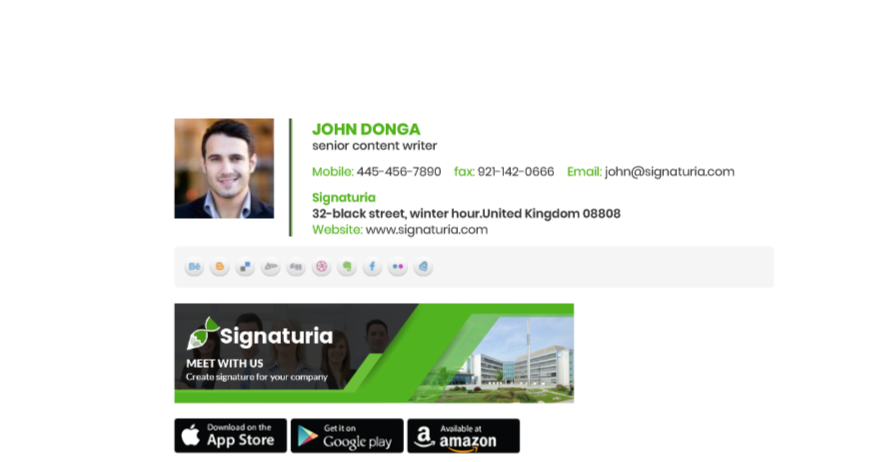 JOHN DONGA
senior content writer
Mobile: 445-456-7890 fax: 921-142-0666 Email: john@signaturia.com
Signaturia
32-black street, winter hour.United Kingdom 08808
Website: www.signaturia.com
Bē
Signaturia
MEET WITH US
Create signature for your company
Download on the
App Store
Get it on
Google play
Available at
amazon